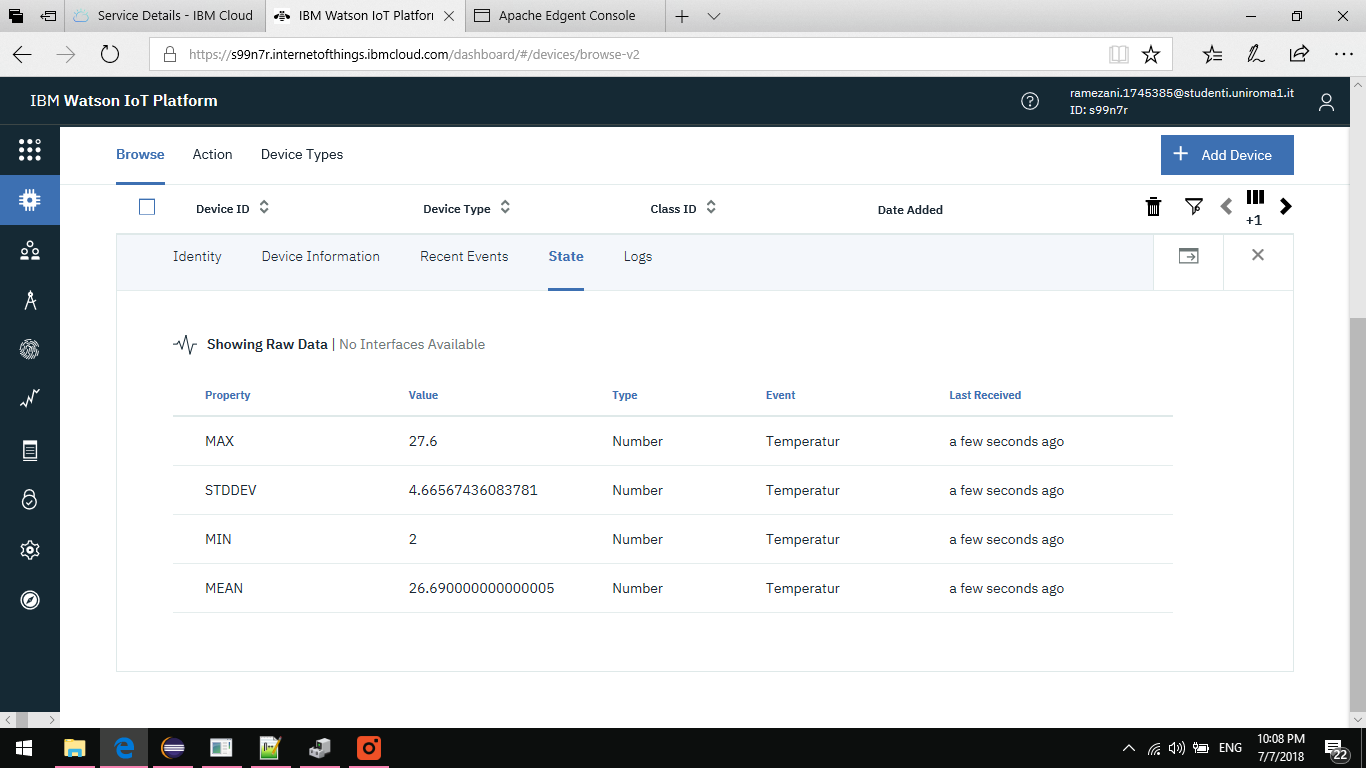 Service Details - IBM Cloud
IBM Watson IoT Platfor
Apache Edgent Console
https://s99n7r.internetofthings.ibmcloud.com/dashboard/#/devices/browse-v2
IBM Watson IoT Platform
ramezani.1745385@studenti.uniroma1.it
ID: s99n7r
Browse Action Device Types
+ Add Device
Device ID Device Type Class ID Date Added
+1
Identity Device Information Recent Events State Logs
Showing Raw Data | No Interfaces Available
Property Value Type Event Last Received
MAX 27.6 Number Temperatur a few seconds ago
STDDEV 4.66567436083781 Number Temperatur a few seconds ago
MIN 2 Number Temperatur a few seconds ago
MEAN 26.690000000000005 Number Temperatur a few seconds ago
ENG
10:08 PM
7/7/2018
22